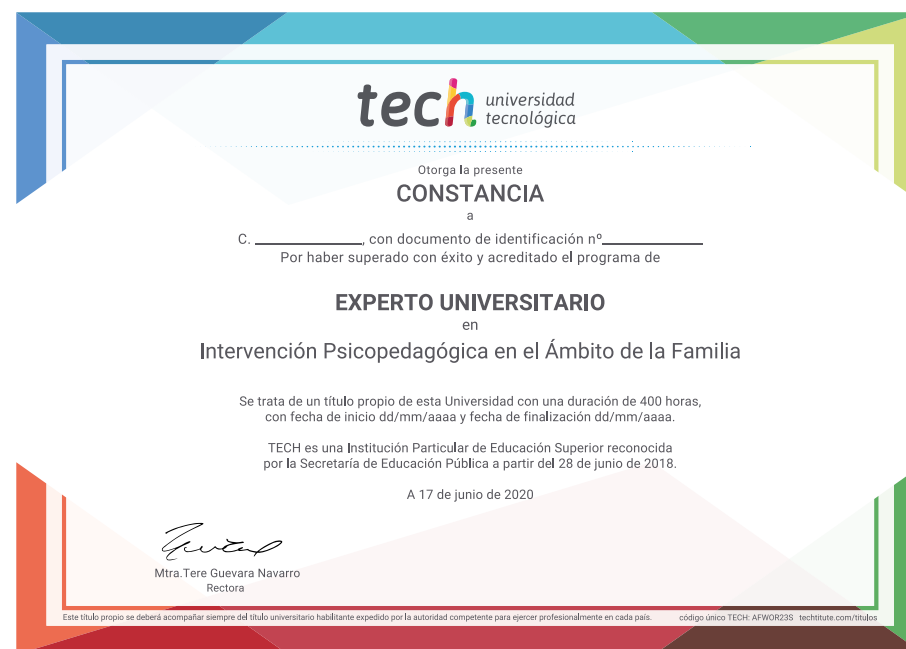 tech universidad
tecnológica
Otorga la presente
CONSTANCIA
a
C. ____________, con documento de identificación nº____________
Por haber superado con éxito y acreditado el programa de
EXPERTO UNIVERSITARIO
en
Intervención Psicopedagógica en el Ámbito de la Familia
Se trata de un título propio de esta Universidad con una duración de 400 horas,
con fecha de inicio dd/mm/aaaa y fecha de finalización dd/mm/aaaa.
TECH es una Institución Particular de Educación Superior reconocida
por la Secretaría de Educación Pública a partir del 28 de junio de 2018.
A 17 de junio de 2020
Mtra.Tere Guevara Navarro
Rectora
Este título propio se deberá acompañar siempre del título universitario habilitante expedido por la autoridad competente para ejercer profesionalmente en cada país. código único TECH: AFWOR23S techtitute.com/titulos